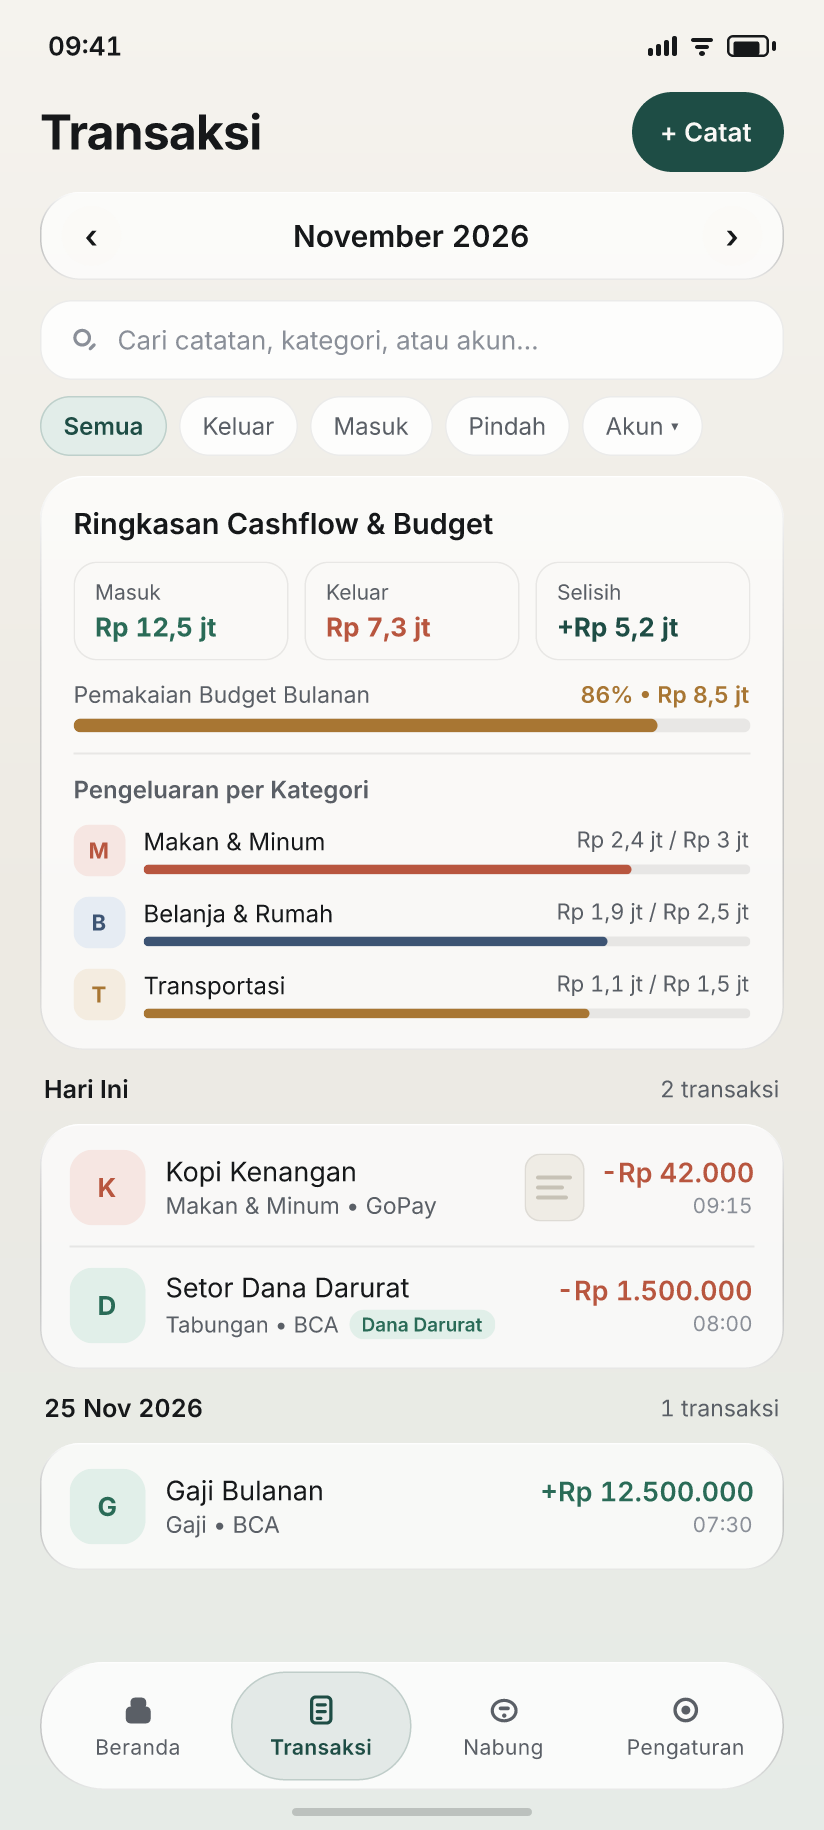 09:41
Transaksi
+ Catat
‹ November 2026 ›
Cari catatan, kategori, atau akun...
Semua Keluar Masuk Pindah Akun ▾
Ringkasan Cashflow & Budget
Masuk Keluar Selisih
Rp 12,5 jt Rp 7,3 jt +Rp 5,2 jt
Pemakaian Budget Bulanan 86% • Rp 8,5 jt
Pengeluaran per Kategori
M Makan & Minum Rp 2,4 jt / Rp 3 jt
B Belanja & Rumah Rp 1,9 jt / Rp 2,5 jt
T Transportasi Rp 1,1 jt / Rp 1,5 jt
Hari Ini 2 transaksi
K Kopi Kenangan -Rp 42.000
Makan & Minum • GoPay 09:15
D Setor Dana Darurat -Rp 1.500.000
Tabungan • BCA Dana Darurat 08:00
25 Nov 2026 1 transaksi
G Gaji Bulanan +Rp 12.500.000
Gaji • BCA 07:30
Beranda Transaksi Nabung Pengaturan